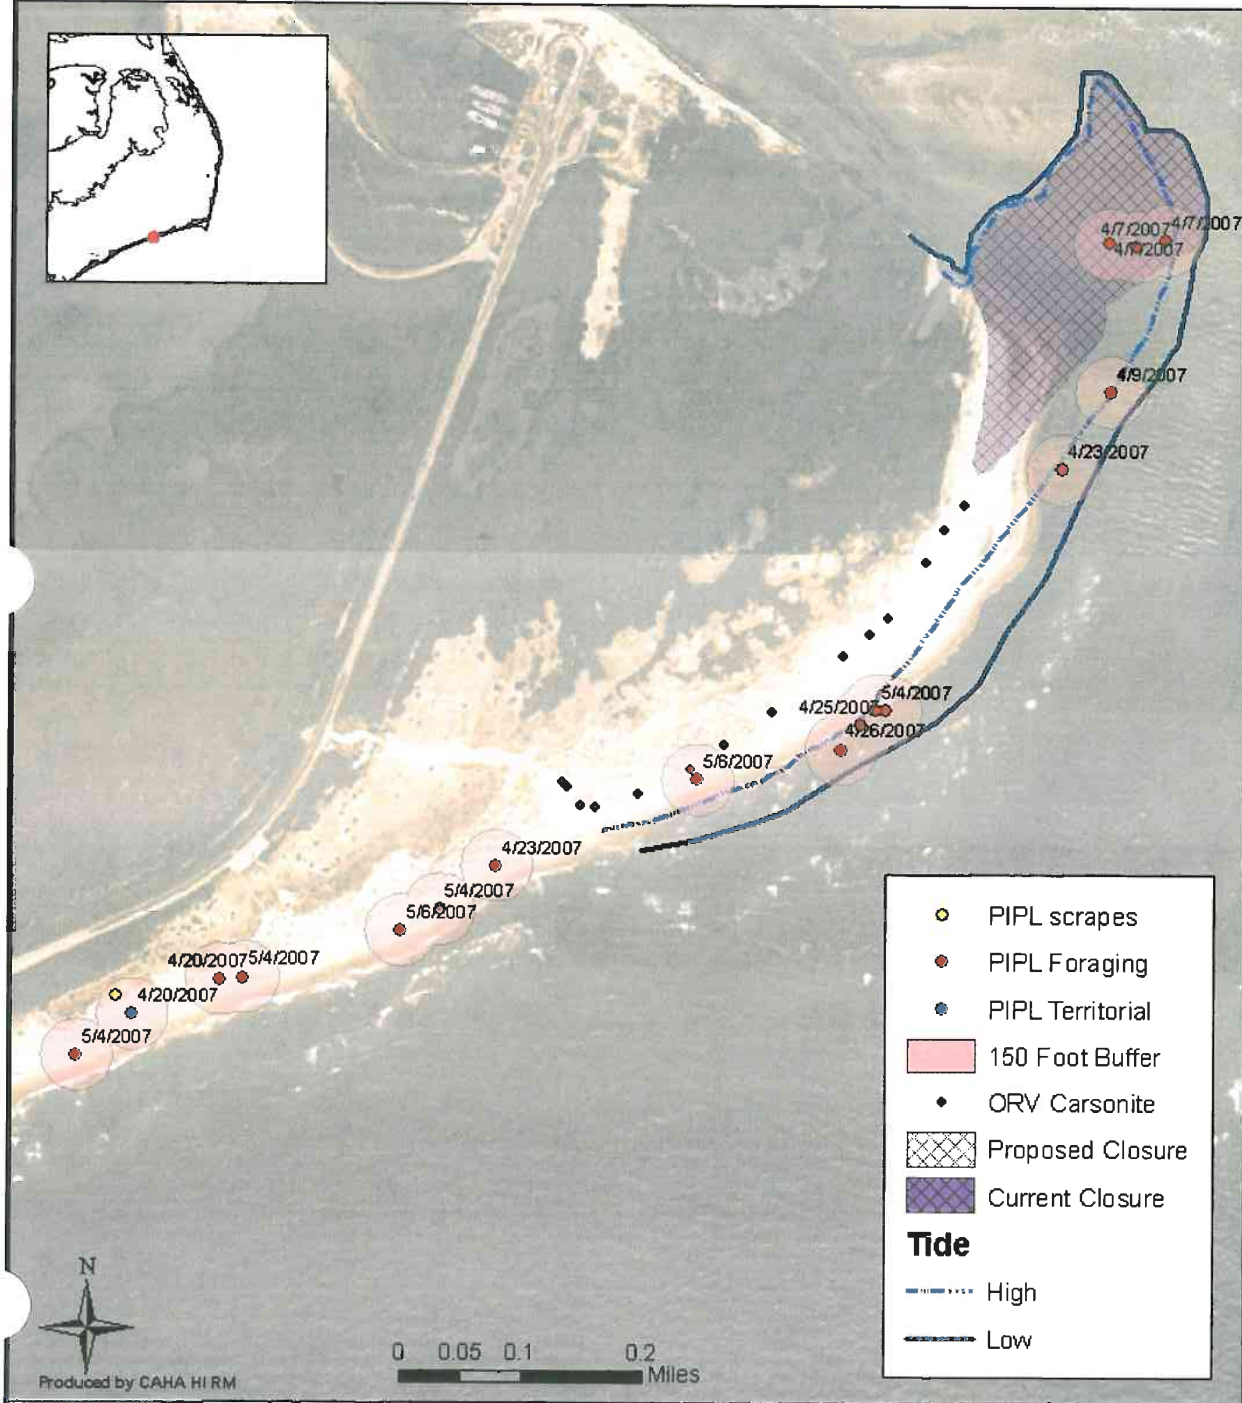 4/7/2007
4/7/2007
4/7/2007
4/9/2007
4/23/2007
5/4/2007
4/25/2007
4/26/2007
5/6/2007
4/23/2007
5/4/2007
5/6/2007
4/20/2007
5/4/2007
4/20/2007
5/4/2007
PIPL scrapes
PIPL Foraging
PIPL Territorial
150 Foot Buffer
ORV Carsonite
Proposed Closure
Current Closure
Tide
High
Low
N
0 0.05 0.1 0.2
Miles
Produced by CAHA HIRM